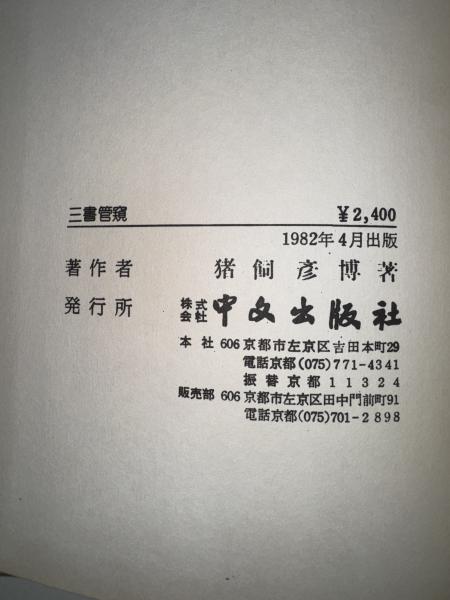 三書管窺 ¥2,400
1982年4月出版
著作者 猪飼彦博著
発行所 株式会社 中文出版社
本社 606 京都市左京区吉田本町29
電話京都(075)771-4341
振替京都11324
販売部 606 京都市左京区田中門前町91
電話京都(075)701-2898